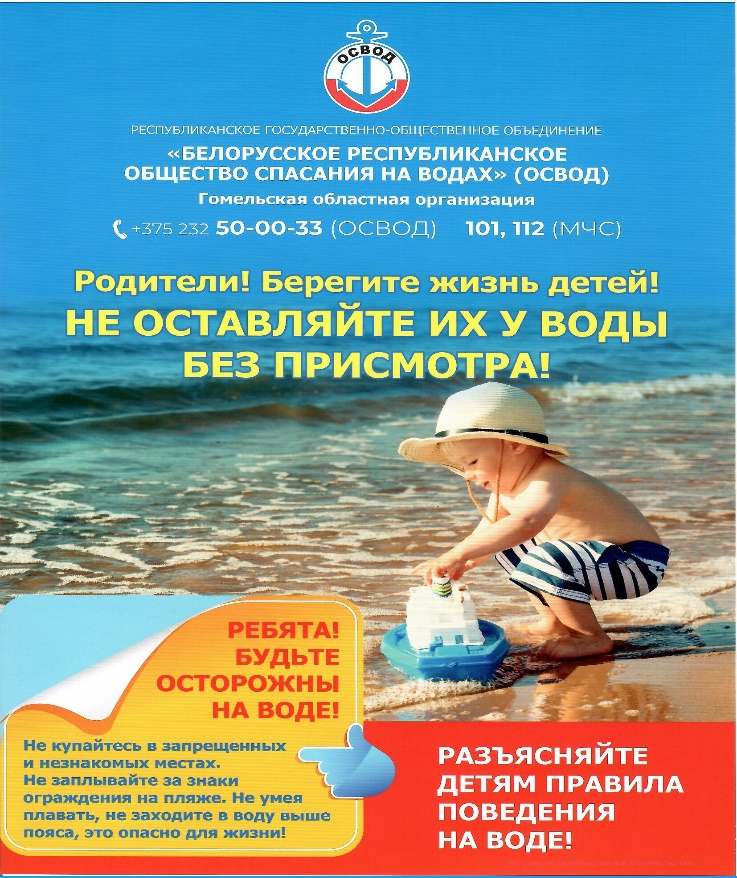 ОСВОД
РЕСПУБЛИКАНСКОЕ ГОСУДАРСТВЕННО-ОБЩЕСТВЕННОЕ ОБЪЕДИНЕНИЕ
«БЕЛОРУССКОЕ РЕСПУБЛИКАНСКОЕ
ОБЩЕСТВО СПАСАНИЯ НА ВОДАХ» (ОСВОД)
Гомельская областная организация
+375 232 50-00-33 (ОСВОД) 101, 112 (МЧС)
Родители! Берегите жизнь детей!
НЕ ОСТАВЛЯЙТЕ ИХ У ВОДЫ
БЕЗ ПРИСМОТРА!
РЕБЯТА!
БУДЬТЕ
ОСТОРОЖНЫ
НА ВОДЕ!
Не купайтесь в запрещенных
и незнакомых местах.
Не заплывайте за знаки
ограждения на пляже. Не умея
плавать, не заходите в воду выше
пояса, это опасно для жизни!
РАЗЪЯСНЯЙТЕ
ДЕТЯМ ПРАВИЛА
ПОВЕДЕНИЯ
НА ВОДЕ!